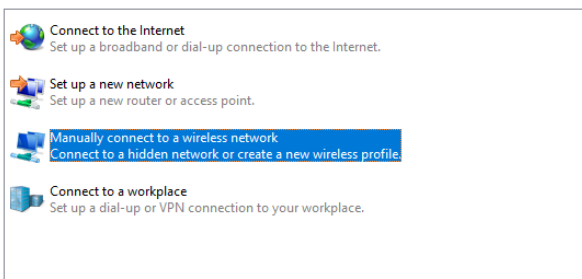 Connect to the Internet
Set up a broadband or dial-up connection to the Internet.
Set up a new network
Set up a new router or access point.
Manually connect to a wireless network
Connect to a hidden network or create a new wireless profile.
Connect to a workplace
Set up a dial-up or VPN connection to your workplace.